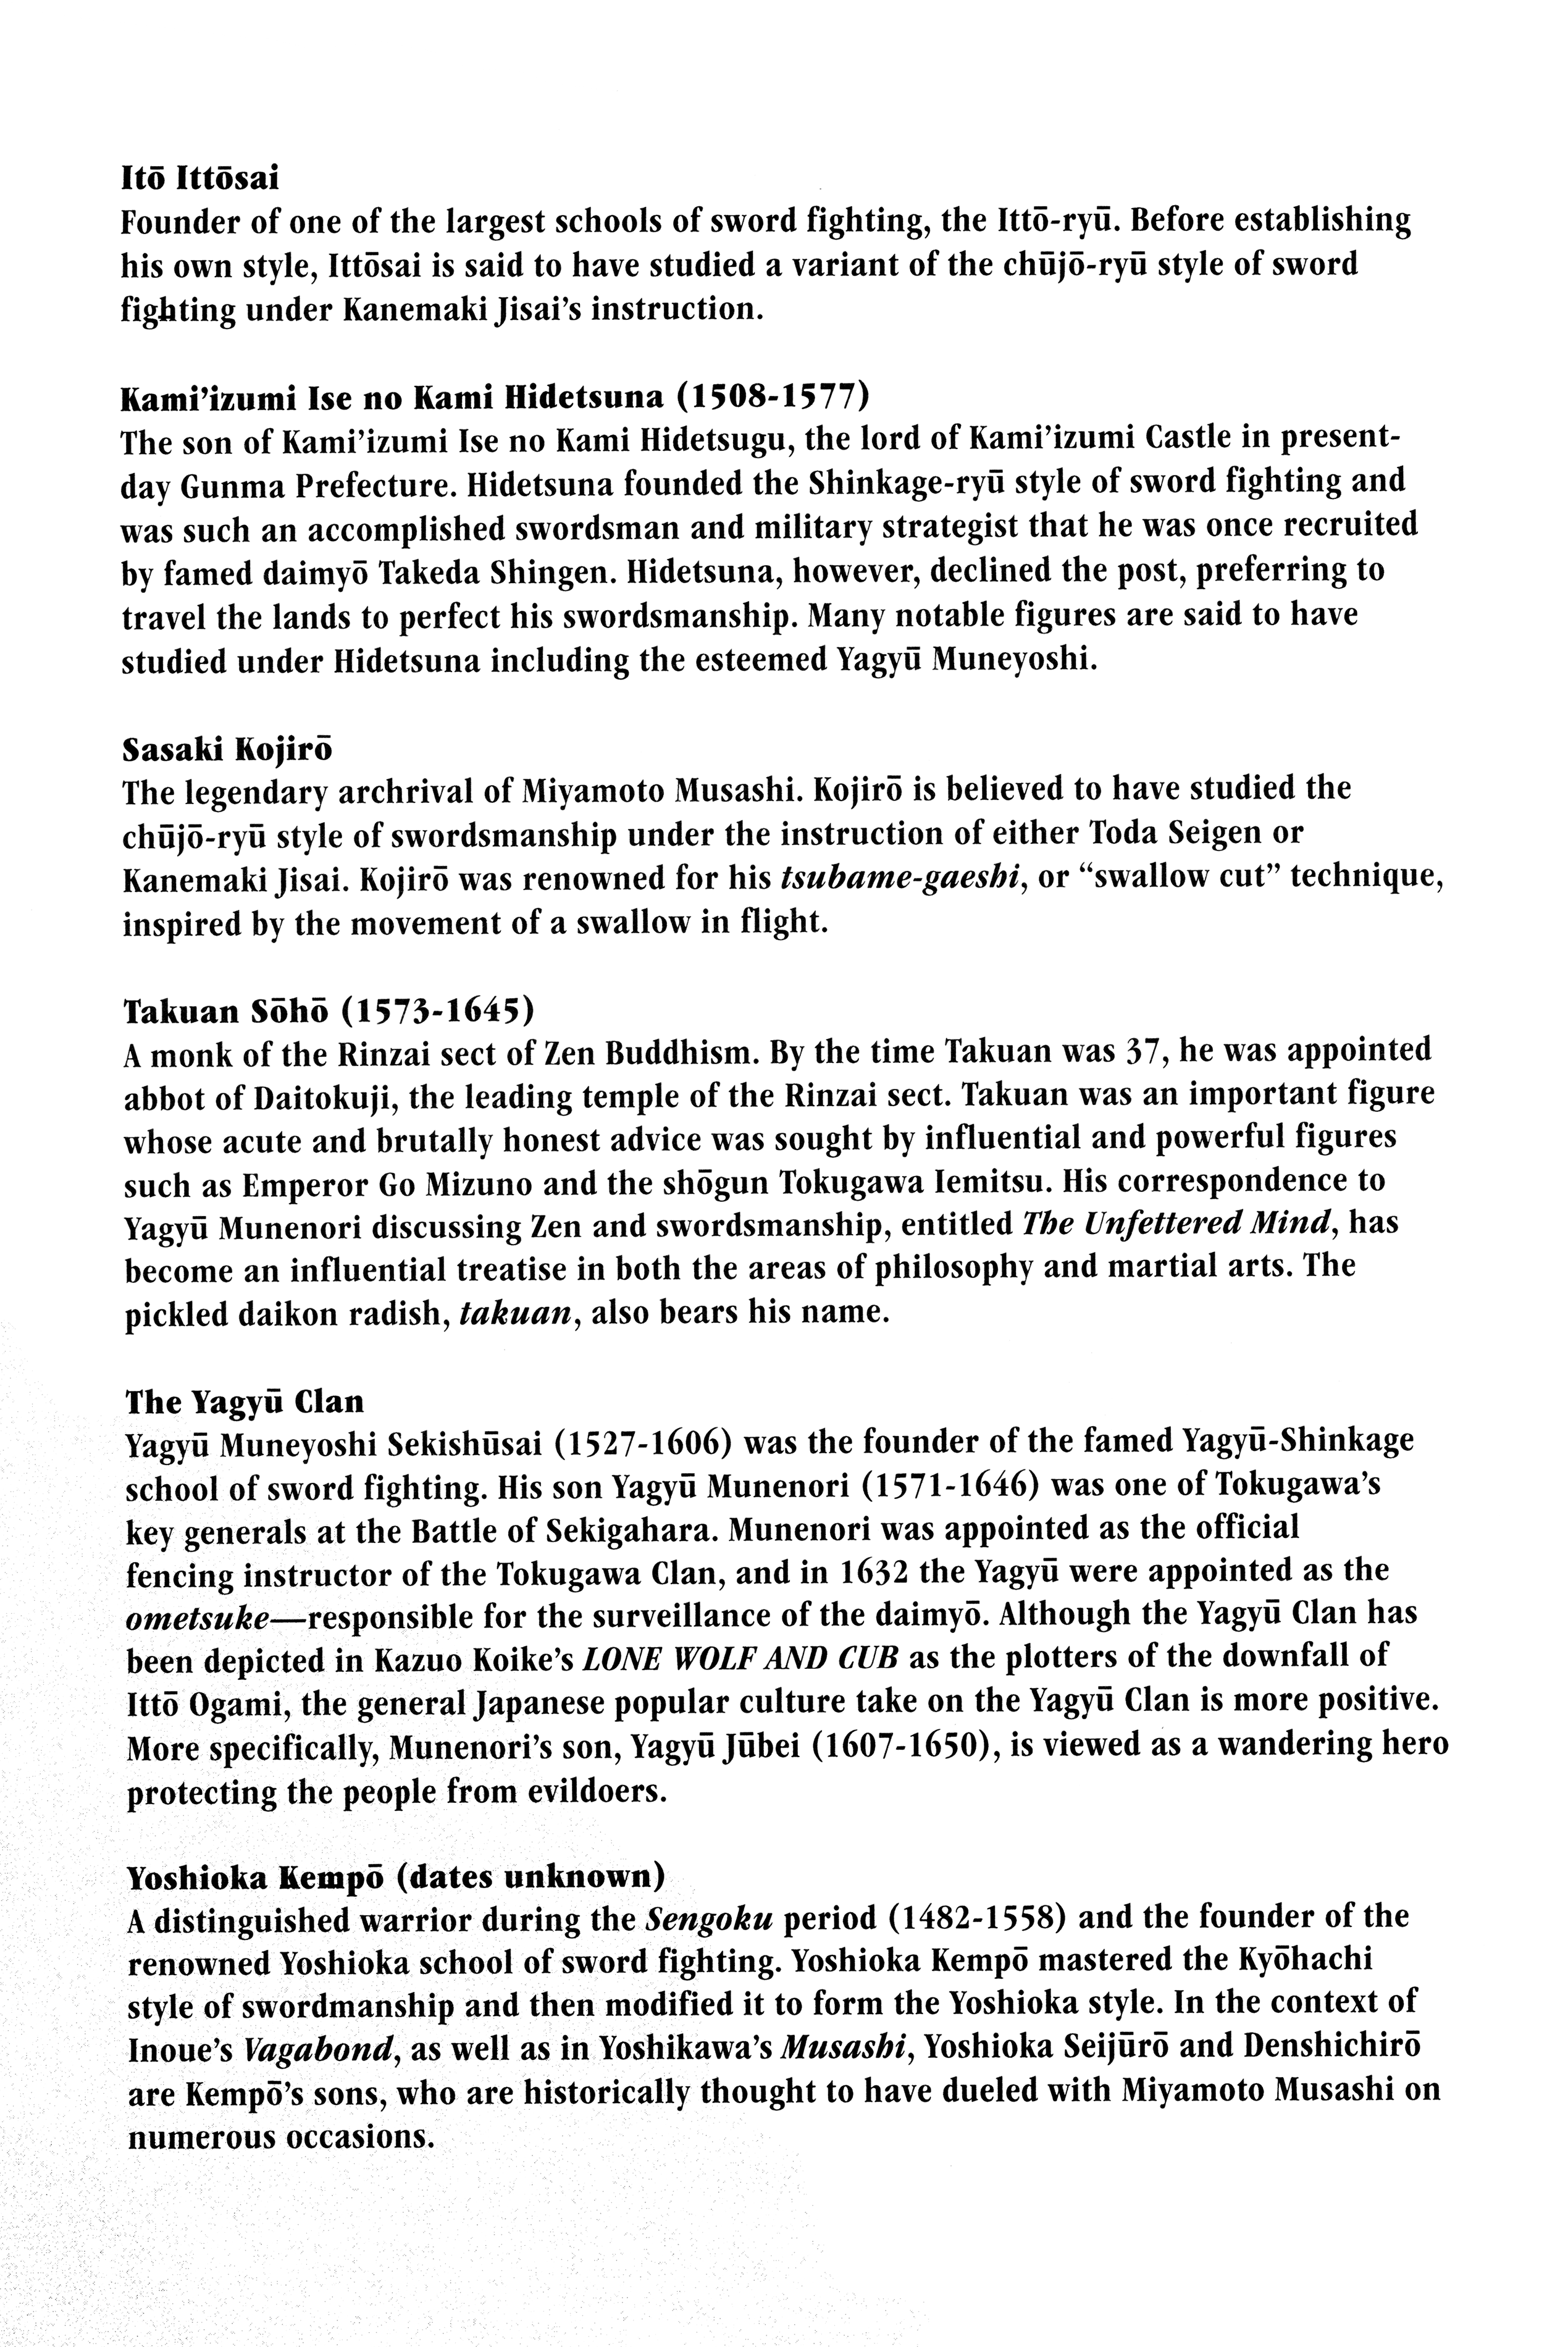 Itō Ittōsai
Founder of one of the largest schools of sword fighting, the Ittō-ryū. Before establishing
his own style, Ittōsai is said to have studied a variant of the chūjō-ryū style of sword
fighting under Kanemaki Jisai's instruction.
Kami'izumi Ise no Kami Hidetsuna (1508-1577)
The son of Kami'izumi Ise no Kami Hidetsugu, the lord of Kami'izumi Castle in present-
day Gunma Prefecture. Hidetsuna founded the Shinkage-ryū style of sword fighting and
was such an accomplished swordsman and military strategist that he was once recruited
by famed daimyō Takeda Shingen. Hidetsuna, however, declined the post, preferring to
travel the lands to perfect his swordsmanship. Many notable figures are said to have
studied under Hidetsuna including the esteemed Yagyū Muneyoshi.
Sasaki Kojirō
The legendary archrival of Miyamoto Musashi. Kojirō is believed to have studied the
chūjō-ryū style of swordsmanship under the instruction of either Toda Seigen or
Kanemaki Jisai. Kojirō was renowned for his tsubame-gaeshi, or “swallow cut” technique,
inspired by the movement of a swallow in flight.
Takuan Sōhō (1573-1645)
A monk of the Rinzai sect of Zen Buddhism. By the time Takuan was 37, he was appointed
abbot of Daitokuji, the leading temple of the Rinzai sect. Takuan was an important figure
whose acute and brutally honest advice was sought by influential and powerful figures
such as Emperor Go Mizuno and the shōgun Tokugawa Iemitsu. His correspondence to
Yagyū Munenori discussing Zen and swordsmanship, entitled The Unfettered Mind, has
become an influential treatise in both the areas of philosophy and martial arts. The
pickled daikon radish, takuan, also bears his name.
The Yagyū Clan
Yagyū Muneyoshi Sekishūsai (1527-1606) was the founder of the famed Yagyū-Shinkage
school of sword fighting. His son Yagyū Munenori (1571-1646) was one of Tokugawa's
key generals at the Battle of Sekigahara. Munenori was appointed as the official
fencing instructor of the Tokugawa Clan, and in 1632 the Yagyū were appointed as the
ometsuke—responsible for the surveillance of the daimyō. Although the Yagyū Clan has
been depicted in Kazuo Koike's LONE WOLF AND CUB as the plotters of the downfall of
Ittō Ogami, the general Japanese popular culture take on the Yagyū Clan is more positive.
More specifically, Munenori's son, Yagyū Jūbei (1607-1650), is viewed as a wandering hero
protecting the people from evildoers.
Yoshioka Kempō (dates unknown)
A distinguished warrior during the Sengoku period (1482-1558) and the founder of the
renowned Yoshioka school of sword fighting. Yoshioka Kempō mastered the Kyōhachi
style of swordmanship and then modified it to form the Yoshioka style. In the context of
Inoue's Vagabond, as well as in Yoshikawa's Musashi, Yoshioka Seijūrō and Denshichirō
are Kempō's sons, who are historically thought to have dueled with Miyamoto Musashi on
numerous occasions.